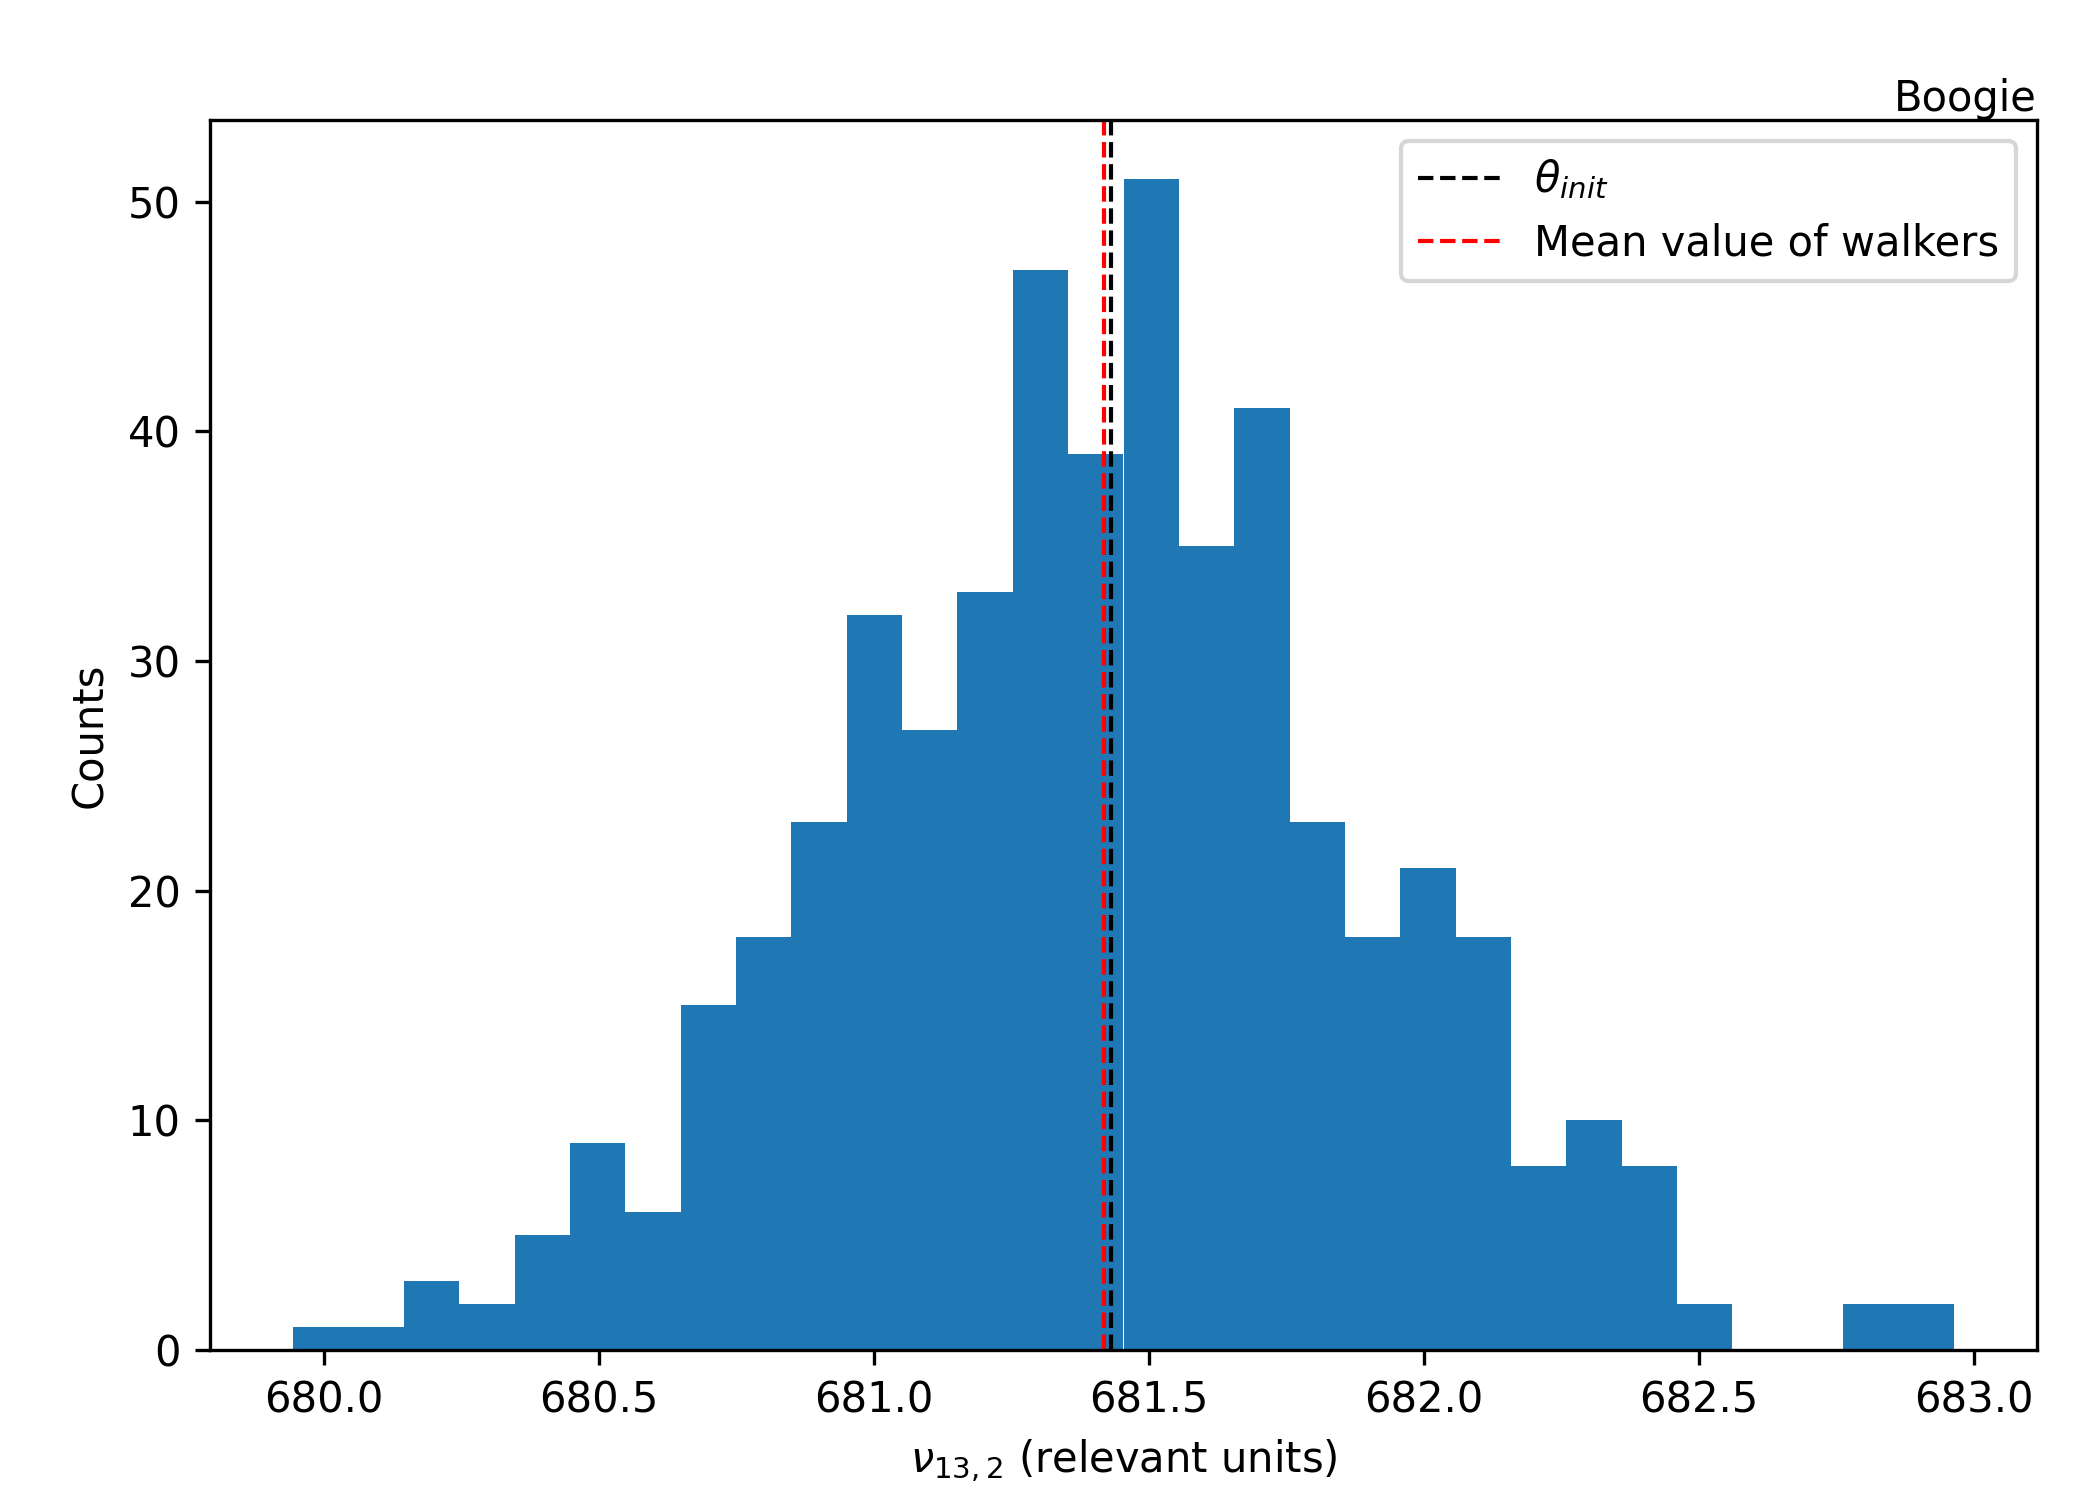 Boogie
θinit
Mean value of walkers
50
40
30
20
10
0
Counts
680.0 680.5 681.0 681.5 682.0 682.5 683.0
ν13, 2 (relevant units)